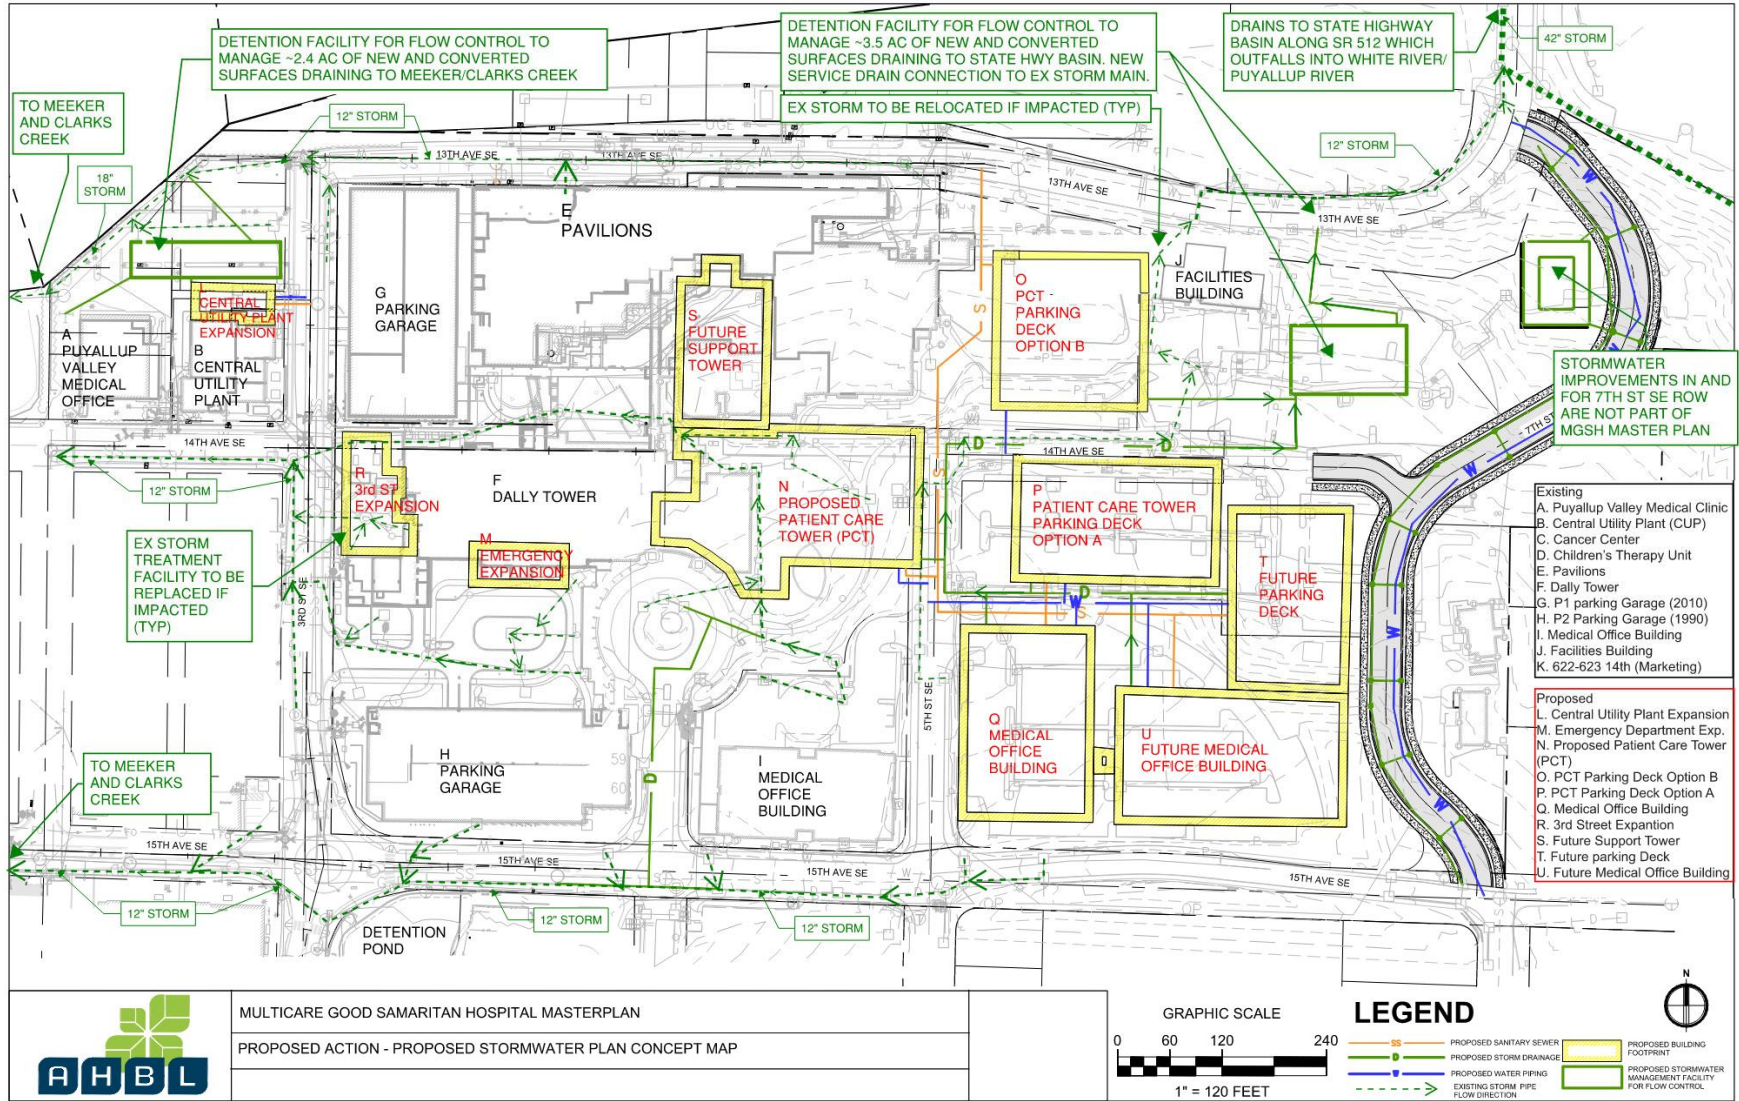 DETENTION FACILITY FOR FLOW CONTROL TO
MANAGE ~2.4 AC OF NEW AND CONVERTED
SURFACES DRAINING TO MEEKER/CLARKS CREEK
DETENTION FACILITY FOR FLOW CONTROL TO
MANAGE ~3.5 AC OF NEW AND CONVERTED
SURFACES DRAINING TO STATE HWY BASIN. NEW
SERVICE DRAIN CONNECTION TO EX STORM MAIN.
EX STORM TO BE RELOCATED IF IMPACTED (TYP)
DRAINS TO STATE HIGHWAY
BASIN ALONG SR 512 WHICH
OUTFALLS INTO WHITE RIVER/
PUYALLUP RIVER
42" STORM
TO MEEKER
AND CLARKS
CREEK
12" STORM
18"
STORM
12" STORM
UGE
13TH AVE SE
13TH AVE SE
13TH AVE SE
13TH AVE SE
E
PAVILIONS
G
PARKING
GARAGE
L
CENTRAL
UTILITY PLANT
EXPANSION
A
PUYALLUP
VALLEY
MEDICAL
OFFICE
B
CENTRAL
UTILITY
PLANT
S
FUTURE
SUPPORT
TOWER
O
PCT -
PARKING
DECK
OPTION B
J
FACILITIES
BUILDING
STORMWATER
IMPROVEMENTS IN AND
FOR 7TH ST SE ROW
ARE NOT PART OF
MGSH MASTER PLAN
7TH ST
14TH AVE SE
14TH AVE SE
12" STORM
R
3rd ST
EXPANSION
F
DALLY TOWER
M
EMERGENCY
EXPANSION
N
PROPOSED
PATIENT CARE
TOWER (PCT)
P
PATIENT CARE TOWER
PARKING DECK
OPTION A
T
FUTURE
PARKING
DECK
EX STORM
TREATMENT
FACILITY TO BE
REPLACED IF
IMPACTED
(TYP)
3RD ST SE
5TH ST SE
Existing
A. Puyallup Valley Medical Clinic
B. Central Utility Plant (CUP)
C. Cancer Center
D. Children's Therapy Unit
E. Pavilions
F. Dally Tower
G. P1 parking Garage (2010)
H. P2 Parking Garage (1990)
I. Medical Office Building
J. Facilities Building
K. 622-623 14th (Marketing)
Proposed
L. Central Utility Plant Expansion
M. Emergency Department Exp.
N. Proposed Patient Care Tower
(PCT)
O. PCT Parking Deck Option B
P. PCT Parking Deck Option A
Q. Medical Office Building
R. 3rd Street Expantion
S. Future Support Tower
T. Future parking Deck
U. Future Medical Office Building
Q
MEDICAL
OFFICE
BUILDING
U
FUTURE MEDICAL
OFFICE BUILDING
H
PARKING
GARAGE
59
60
I
MEDICAL
OFFICE
BUILDING
TO MEEKER
AND CLARKS
CREEK
15TH AVE SE
15TH AVE SE
15TH AVE SE
15TH AVE SE
12" STORM
12" STORM
12" STORM
DETENTION
POND
D
D
D
D
S
S
S
W
W
W
W
W
AHBL
MULTICARE GOOD SAMARITAN HOSPITAL MASTERPLAN
PROPOSED ACTION - PROPOSED STORMWATER PLAN CONCEPT MAP
GRAPHIC SCALE
0 60 120 240
1" = 120 FEET
LEGEND
N
SS PROPOSED SANITARY SEWER
D PROPOSED STORM DRAINAGE
W PROPOSED WATER PIPING
EXISTING STORM PIPE
FLOW DIRECTION
PROPOSED BUILDING
FOOTPRINT
PROPOSED STORMWATER
MANAGEMENT FACILITY
FOR FLOW CONTROL